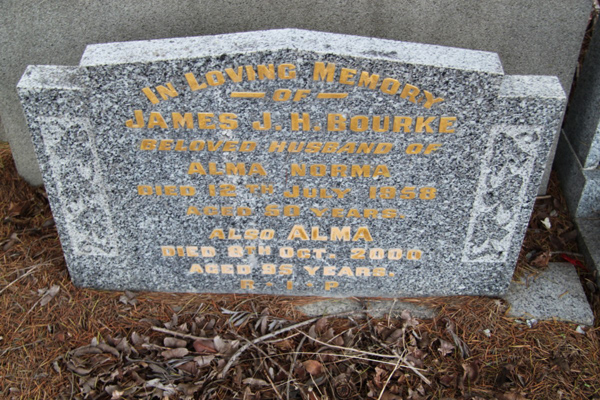 IN LOVING MEMORY
– OF –
JAMES J.H. BOURKE
BELOVED HUSBAND OF
ALMA NORMA
DIED 12TH JULY 1958
AGED 60 YEARS.
ALSO ALMA
DIED OCT. 2000
AGED 95 YEARS.
R·I·P